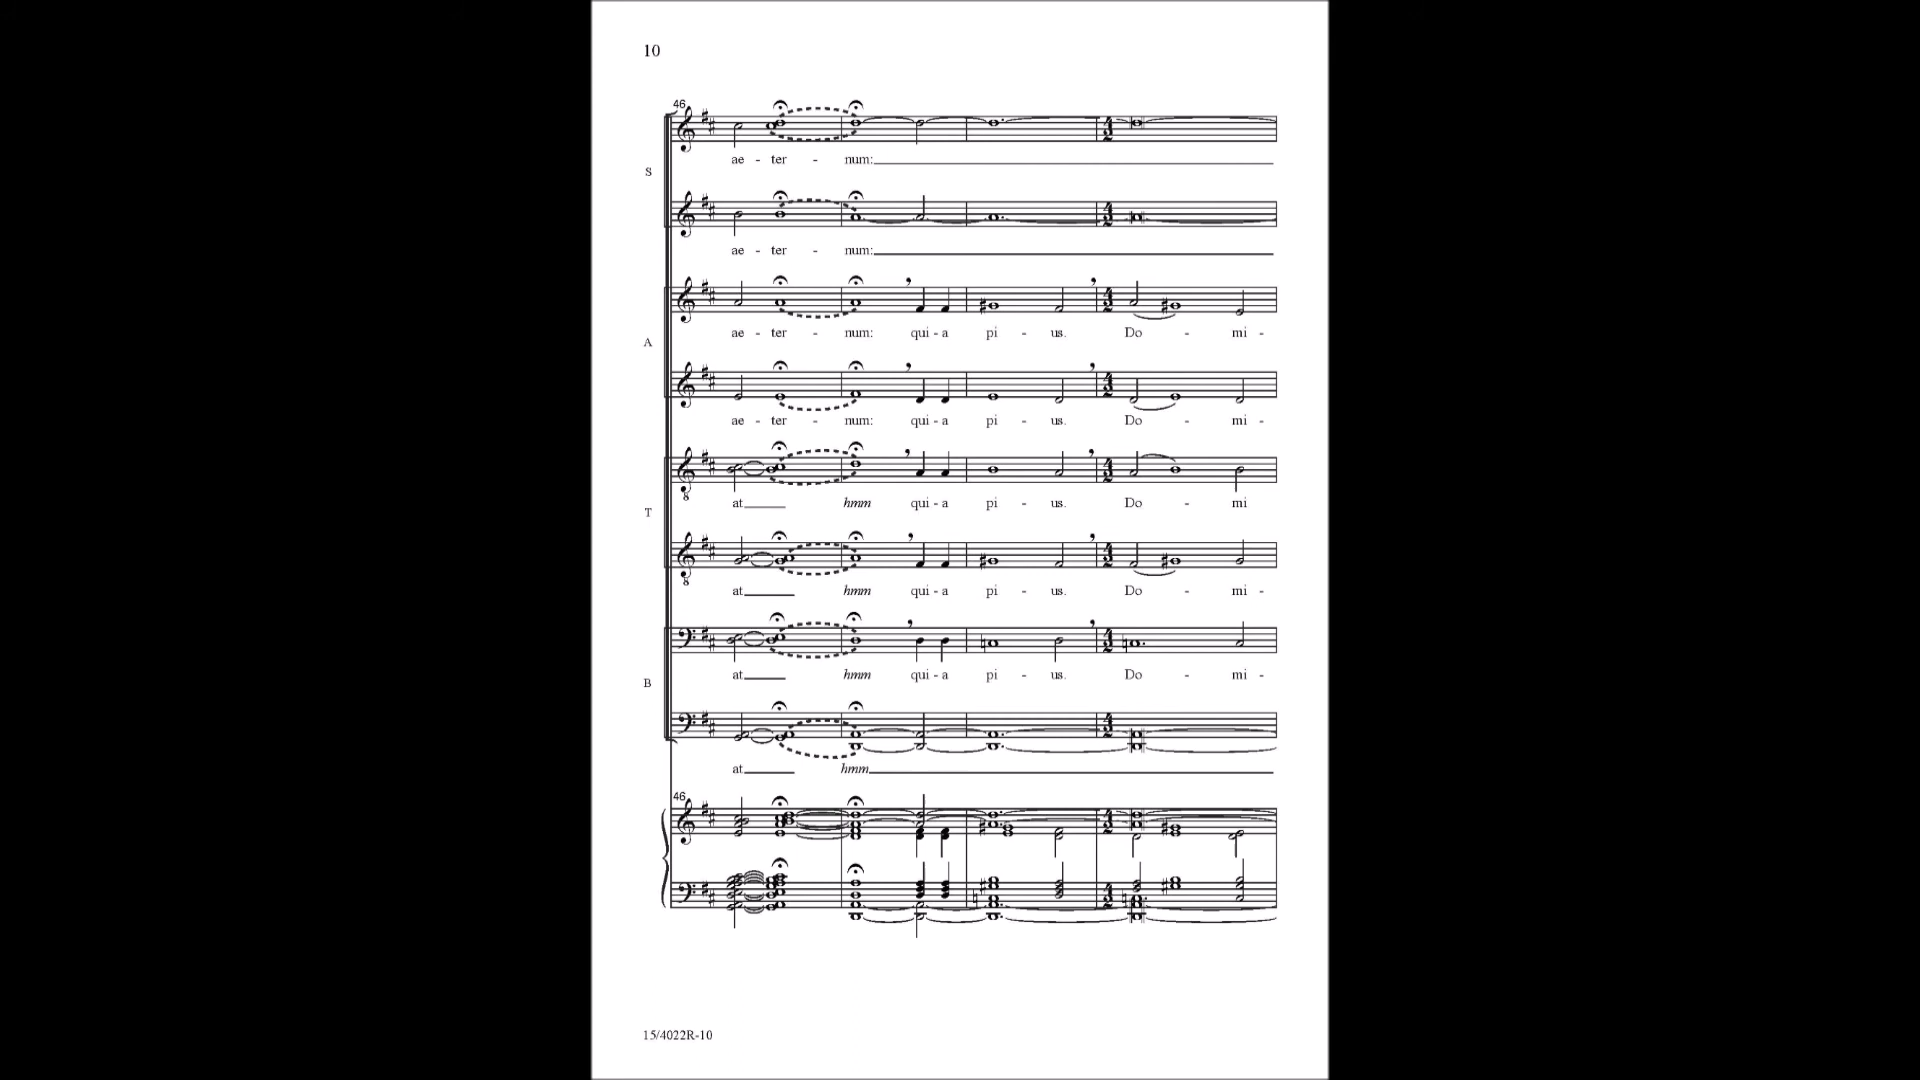 10
46
ae - ter - num:
S
ae - ter - num:
ae - ter - num: qui - a pi - us. Do - mi -
A
ae - ter - num: qui - a pi - us. Do - mi -
at hmm qui - a pi - us. Do - mi
T
at hmm qui - a pi - us. Do - mi -
at hmm qui - a pi - us. Do - mi -
B
at hmm
46
15/4022R-10